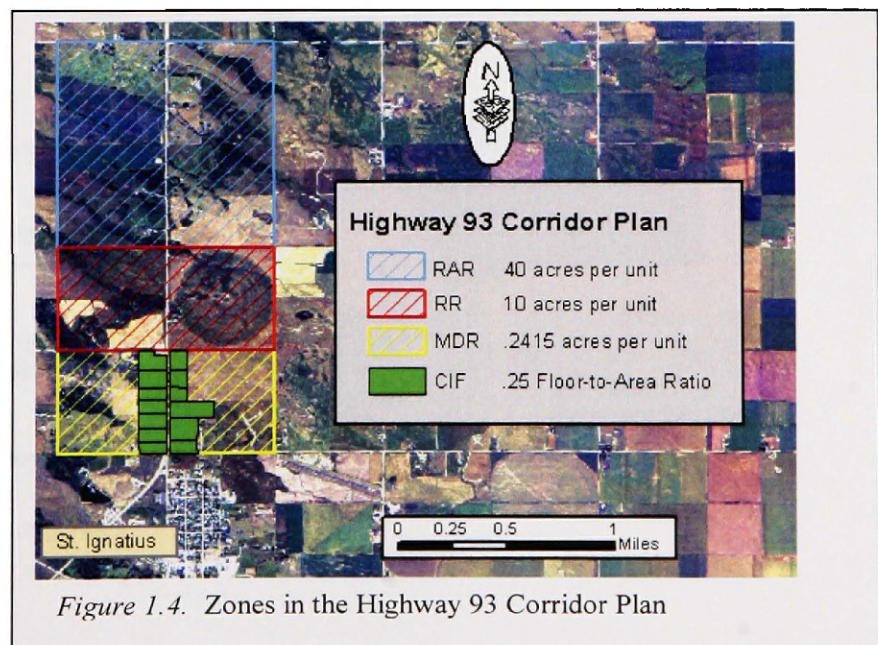 N
Highway 93 Corridor Plan
RAR 40 acres per unit
RR 10 acres per unit
MDR .2415 acres per unit
CIF .25 Floor-to-Area Ratio
St. Ignatius
0 0.25 0.5 1
Miles
Figure 1.4. Zones in the Highway 93 Corridor Plan